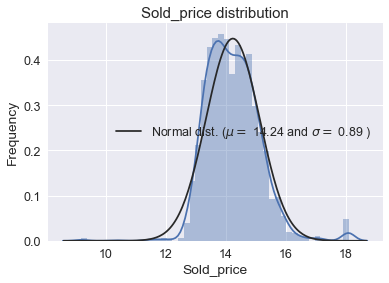 Sold_price distribution
Frequency
0.4
0.3
0.2
0.1
0.0
Normal dist. (μ = 14.24 and σ = 0.89 )
10 12 14 16 18
Sold_price